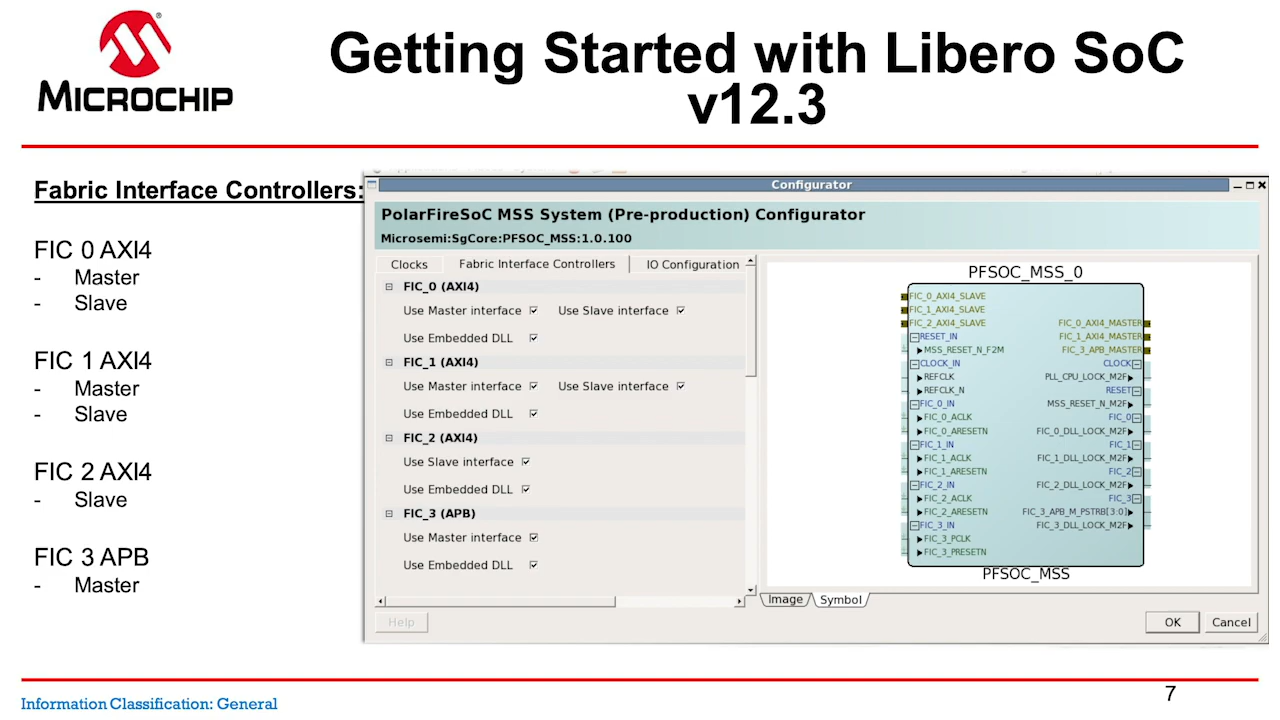 MICROCHIP
Getting Started with Libero SoC
v12.3
Fabric Interface Controllers:
FIC 0 AXI4
- Master
- Slave
FIC 1 AXI4
- Master
- Slave
FIC 2 AXI4
- Slave
FIC 3 APB
- Master
Configurator
PolarFireSoC MSS System (Pre-production) Configurator
Microsemi:SgCore:PFSOC_MSS:1.0.100
Clocks Fabric Interface Controllers IO Configuration
FIC_0 (AXI4)
Use Master interface Use Slave interface
Use Embedded DLL
FIC_1 (AXI4)
Use Master interface Use Slave interface
Use Embedded DLL
FIC_2 (AXI4)
Use Slave interface
Use Embedded DLL
FIC_3 (APB)
Use Master interface
Use Embedded DLL
PFSOC_MSS_0
FIC_0_AXI4_SLAVE
FIC_1_AXI4_SLAVE
FIC_2_AXI4_SLAVE FIC_0_AXI4_MASTER
RESET_IN FIC_1_AXI4_MASTER
MSS_RESET_N_F2M FIC_3_APB_MASTER
CLOCK_IN CLOCK
REFCLK PLL_CPU_LOCK_M2F
REFCLK_N RESET
FIC_0_IN MSS_RESET_N_M2F
FIC_0_ACLK FIC_0
FIC_0_ARESETN FIC_0_DLL_LOCK_M2F
FIC_1_IN FIC_1
FIC_1_ACLK FIC_1_DLL_LOCK_M2F
FIC_1_ARESETN FIC_2
FIC_2_IN FIC_2_DLL_LOCK_M2F
FIC_2_ACLK FIC_3
FIC_2_ARESETN FIC_3_APB_M_PSTRB[3:0]
FIC_3_IN FIC_3_DLL_LOCK_M2F
FIC_3_PCLK
FIC_3_PRESETN
PFSOC_MSS
Image Symbol
Help OK Cancel
Information Classification: General
7